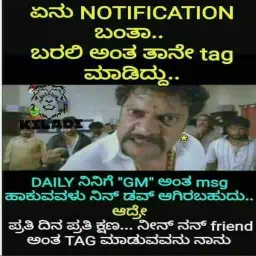 ಏನು NOTIFICATION
ಬಂತಾ..
ಬರಲಿ ಅಂತ ತಾನೇ tag
ಮಾಡಿದ್ದು..
KILADI
DAILY ನಿನಿಗೆ "GM" ಅಂತ msg
ಹಾಕುವವಳು ನಿನ್ ಡವ್ ಆಗಿರಬಹುದು..
ಆದ್ರೇ
ಪ್ರತಿ ದಿನ ಪ್ರತಿ ಕ್ಷಣ... ನೀನ್ ನನ್ friend
ಅಂತ TAG ಮಾಡುವವನು ನಾನು